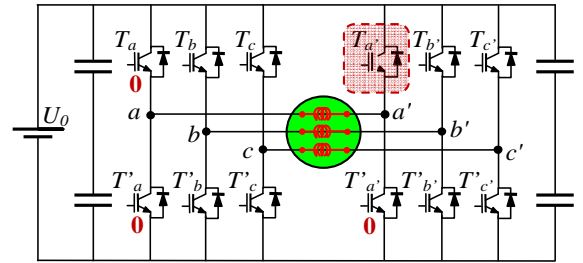 T_a T_b T_c T_a' T_b' T_c'
0
U_0
a a'
b b'
c c'
T'_a T'_b T'_c T'_a' T'_b' T'_c'
0 0